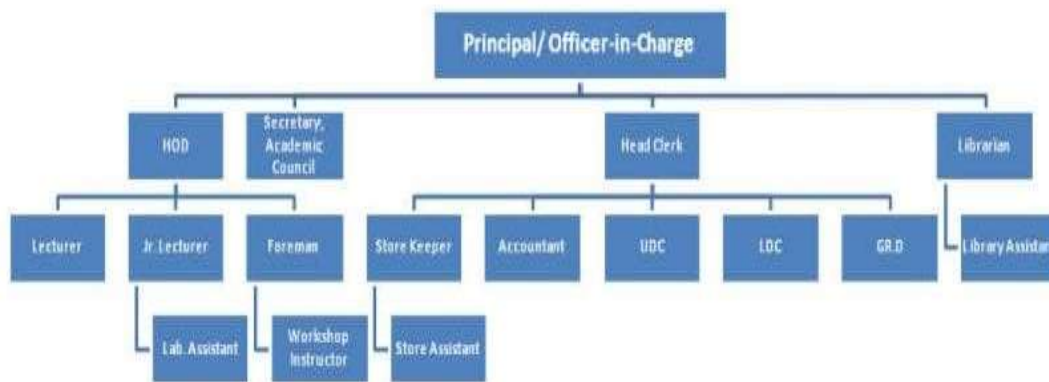 Principal/ Officer-in-Charge
HOD
Secretary,
Academic
Council
Head Clerk
Librarian
Lecturer
Jr. Lecturer
Foreman
Store Keeper
Accountant
UDC
LDC
GR.D
Library Assistan
Lab. Assistant
Workshop
Instructor
Store Assistant